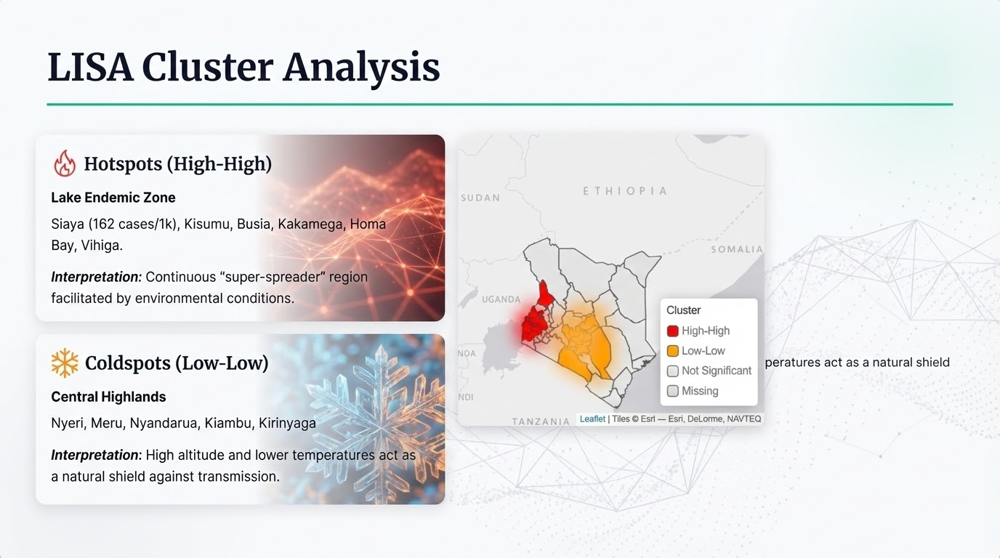 LISA Cluster Analysis
Hotspots (High-High)
Lake Endemic Zone
Siaya (162 cases/1k), Kisumu, Busia, Kakamega, Homa
Bay, Vihiga.
Interpretation: Continuous “super-spreader” region
facilitated by environmental conditions.
Coldspots (Low-Low)
Central Highlands
Nyeri, Meru, Nyandarua, Kiambu, Kirinyaga
Interpretation: High altitude and lower temperatures act as
a natural shield against transmission.
SUDAN
ETHIOPIA
SOMALIA
UGANDA
NDA
NDI
TANZANIA
Cluster
High-High
Low-Low
Not Significant
Missing
Leaflet | Tiles © Esri — Esri, DeLorme, NAVTEQ
peratures act as a natural shield